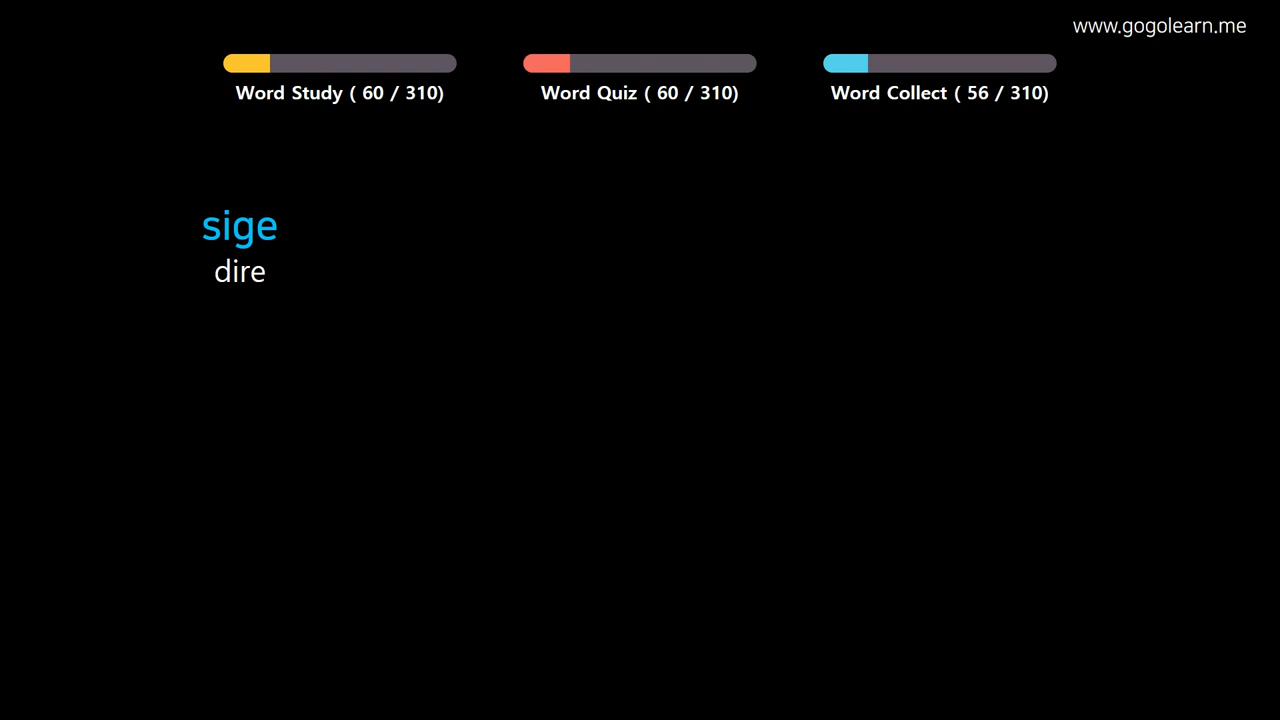 www.gogolearn.me
Word Study ( 60 / 310)
Word Quiz ( 60 / 310)
Word Collect ( 56 / 310)
sige
dire